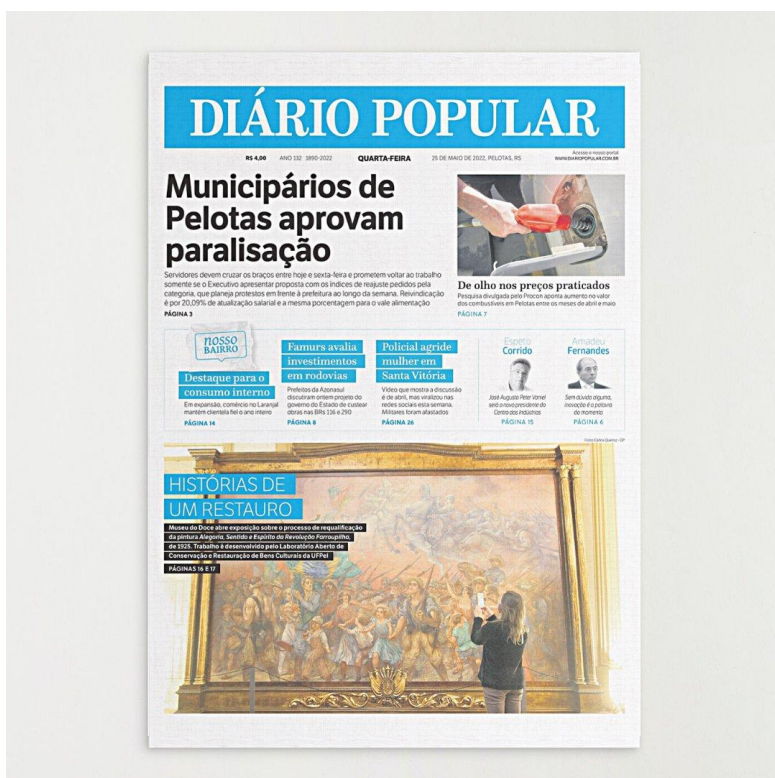 DIÁRIO POPULAR
R$ 4,00 ANO 132 1890-2022 QUARTA-FEIRA 25 DE MAIO DE 2022, PELOTAS, RS
Acesse o nosso portal
WWW.DIARIOPOPULAR.COM.BR
Municipários de
Pelotas aprovam
paralisação
Servidores devem cruzar os braços entre hoje e sexta-feira e prometem voltar ao trabalho
somente se o Executivo apresentar proposta com os índices de reajuste pedidos pela
categoria, que planeja protestos em frente à prefeitura ao longo da semana. Reivindicação
é por 20,09% de atualização salarial e a mesma porcentagem para o vale alimentação
PÁGINA 3
De olho nos preços praticados
Pesquisa divulgada pelo Procon aponta aumento no valor
dos combustíveis em Pelotas entre os meses de abril e maio
PÁGINA 7
NOSSO
BAIRRO
Destaque para o
consumo interno
Em expansão, comércio no Laranjal
mantém clientela fiel o ano inteiro
PÁGINA 14
Famurs avalia
investimentos
em rodovias
Prefeitos da Azonasul
discutiram ontem projeto do
governo do Estado de custear
obras nas BRs 116 e 290
PÁGINA 8
Policial agride
mulher em
Santa Vitória
Vídeo que mostra a discussão
é de abril, mas viralizou nas
redes sociais esta semana.
Militares foram afastados
PÁGINA 26
Espeto
Corrido
José Augusto Peter Vaniel
será o novo presidente do
Centro das Indústrias
PÁGINA 15
Amadeu
Fernandes
Sem dúvida alguma,
inovação é a palavra
do momento
PÁGINA 6
Foto: Carlos Queiroz - DP
HISTÓRIAS DE
UM RESTAURO
Museu do Doce abre exposição sobre o processo de requalificação
da pintura Alegoria, Sentido e Espírito da Revolução Farroupilha,
de 1925. Trabalho é desenvolvido pelo Laboratório Aberto de
Conservação e Restauração de Bens Culturais da UFPel
PÁGINAS 16 E 17